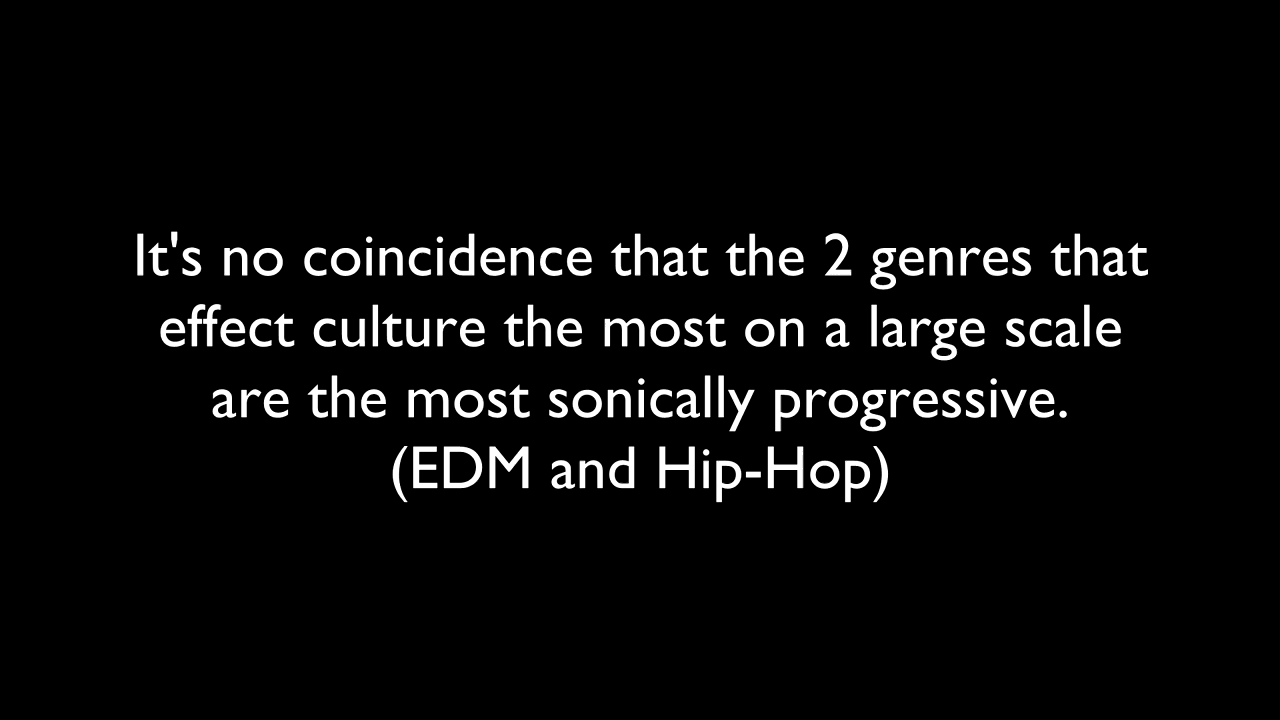 It's no coincidence that the 2 genres that
effect culture the most on a large scale
are the most sonically progressive.
(EDM and Hip-Hop)